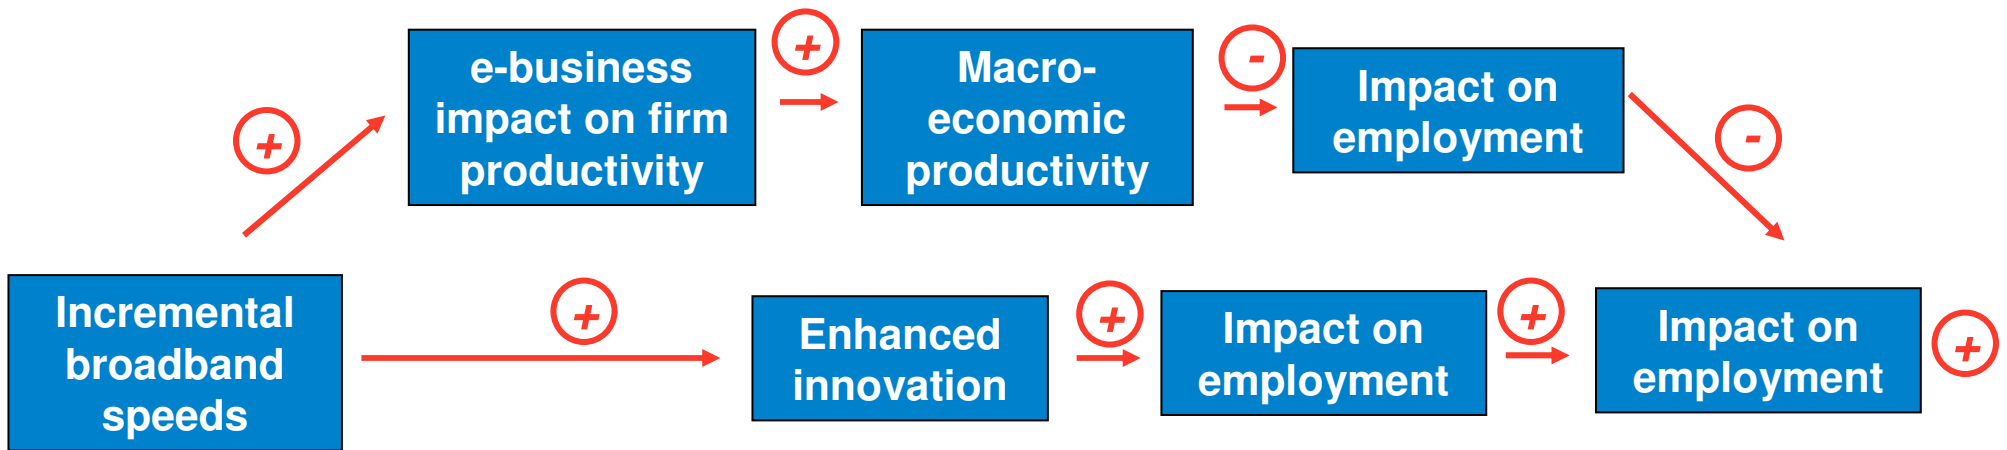 +
e-business
impact on firm
productivity
+
Macro-
economic
productivity
-
Impact on
employment
-
Incremental
broadband
speeds
+
Enhanced
innovation
+
Impact on
employment
+
Impact on
employment
+